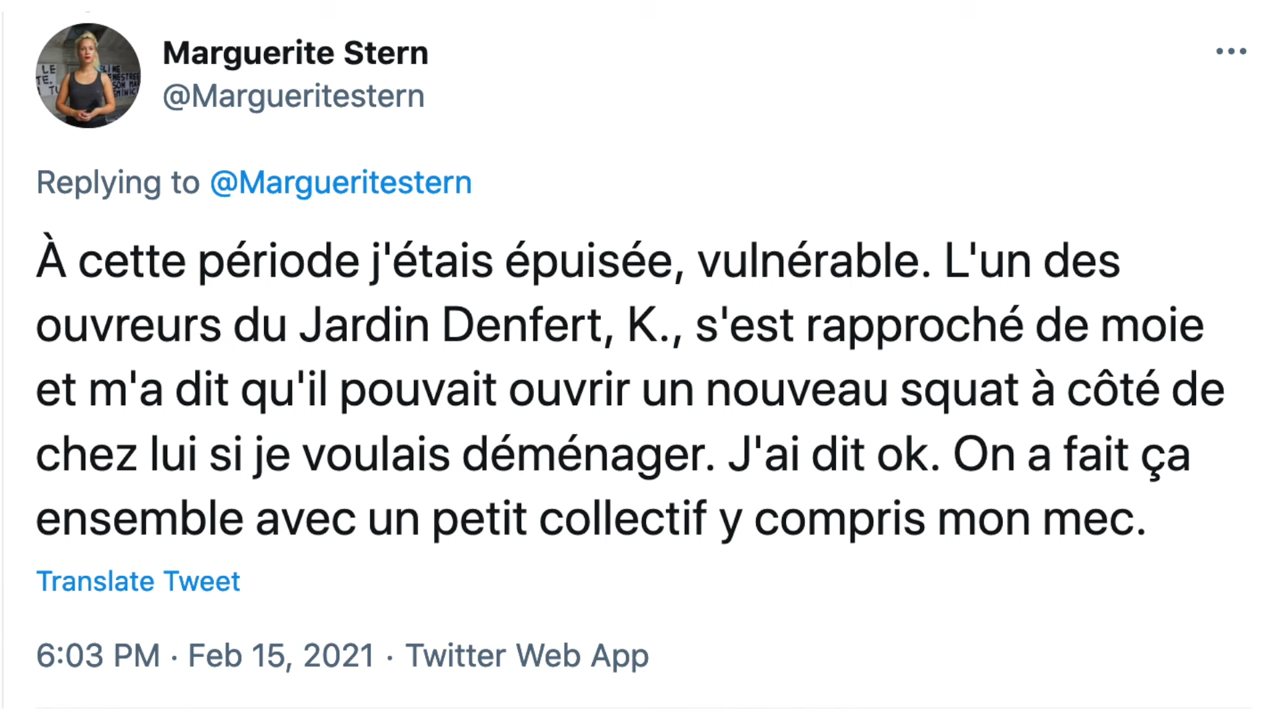 Marguerite Stern
@Margueritestern
Replying to @Margueritestern
À cette période j'étais épuisée, vulnérable. L'un des
ouvreurs du Jardin Denfert, K., s'est rapproché de moie
et m'a dit qu'il pouvait ouvrir un nouveau squat à côté de
chez lui si je voulais déménager. J'ai dit ok. On a fait ça
ensemble avec un petit collectif y compris mon mec.
Translate Tweet
6:03 PM · Feb 15, 2021 · Twitter Web App